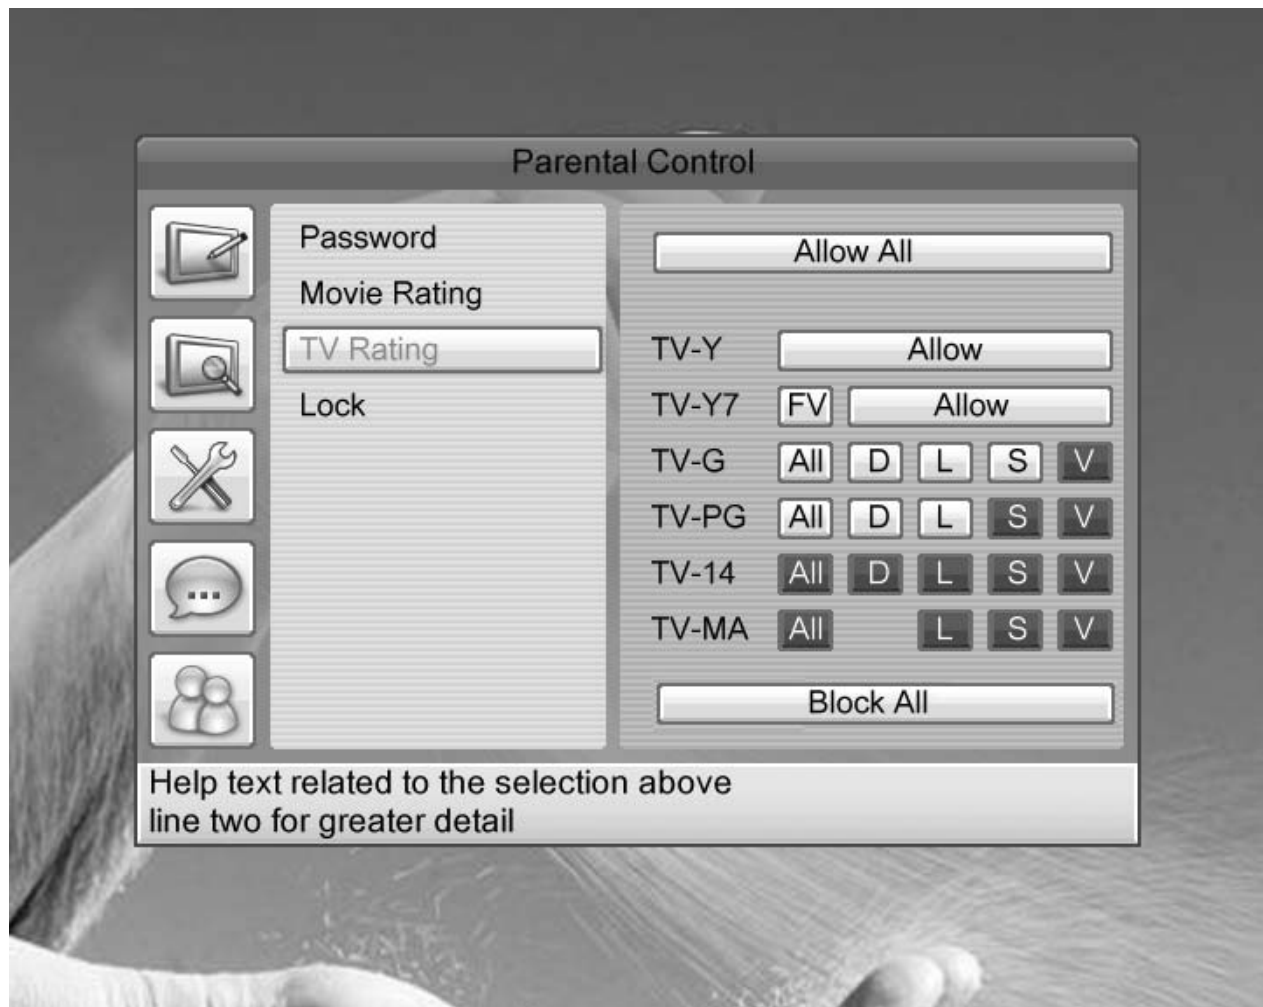 Parental Control
Password
Movie Rating
TV Rating
Lock
Allow All
TV-Y Allow
TV-Y7 FV Allow
TV-G All D L S V
TV-PG All D L S V
TV-14 All D L S V
TV-MA All L S V
Block All
Help text related to the selection above
line two for greater detail